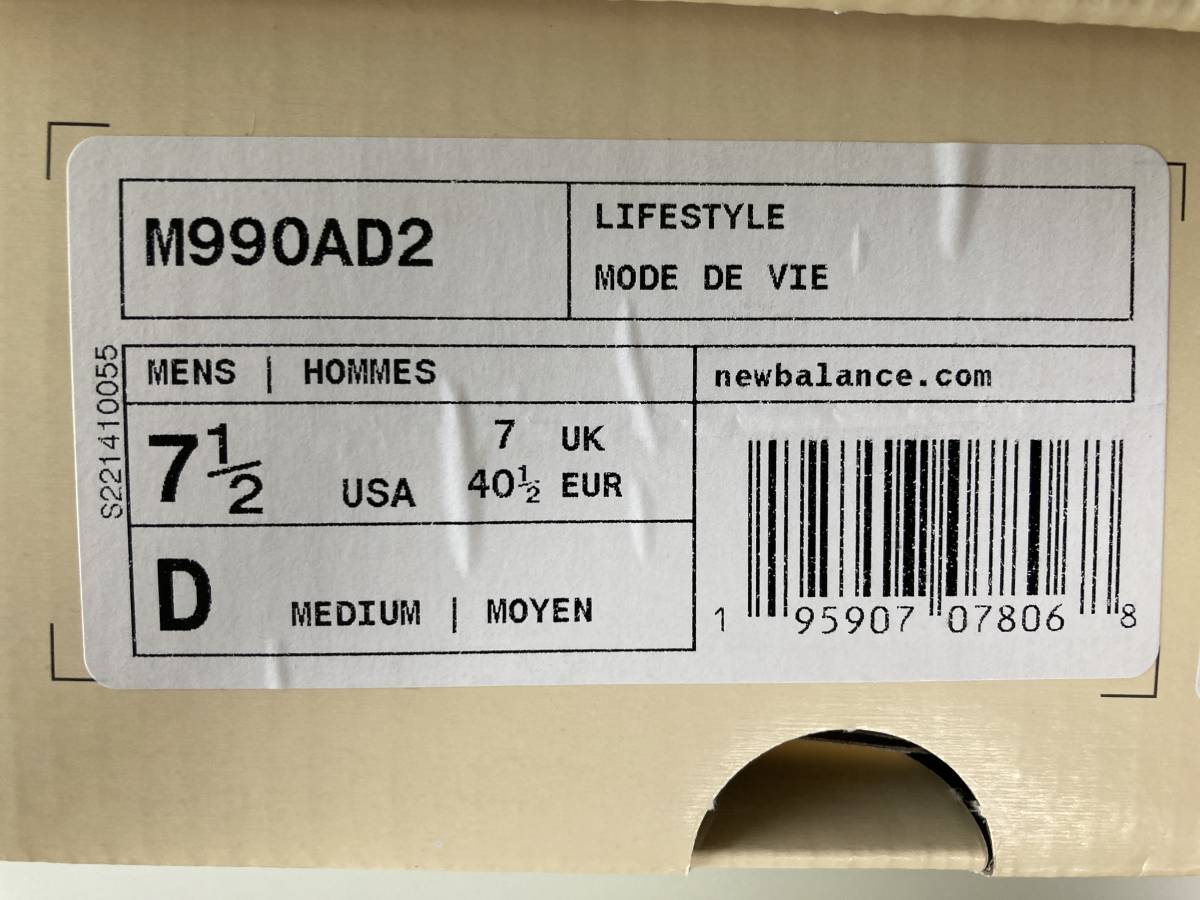 M990AD2
LIFESTYLE
MODE DE VIE
S221410055
MENS | HOMMES
newbalance.com
7½ USA
7 UK
40½ EUR
D MEDIUM | MOYEN
1 95907 07806 8